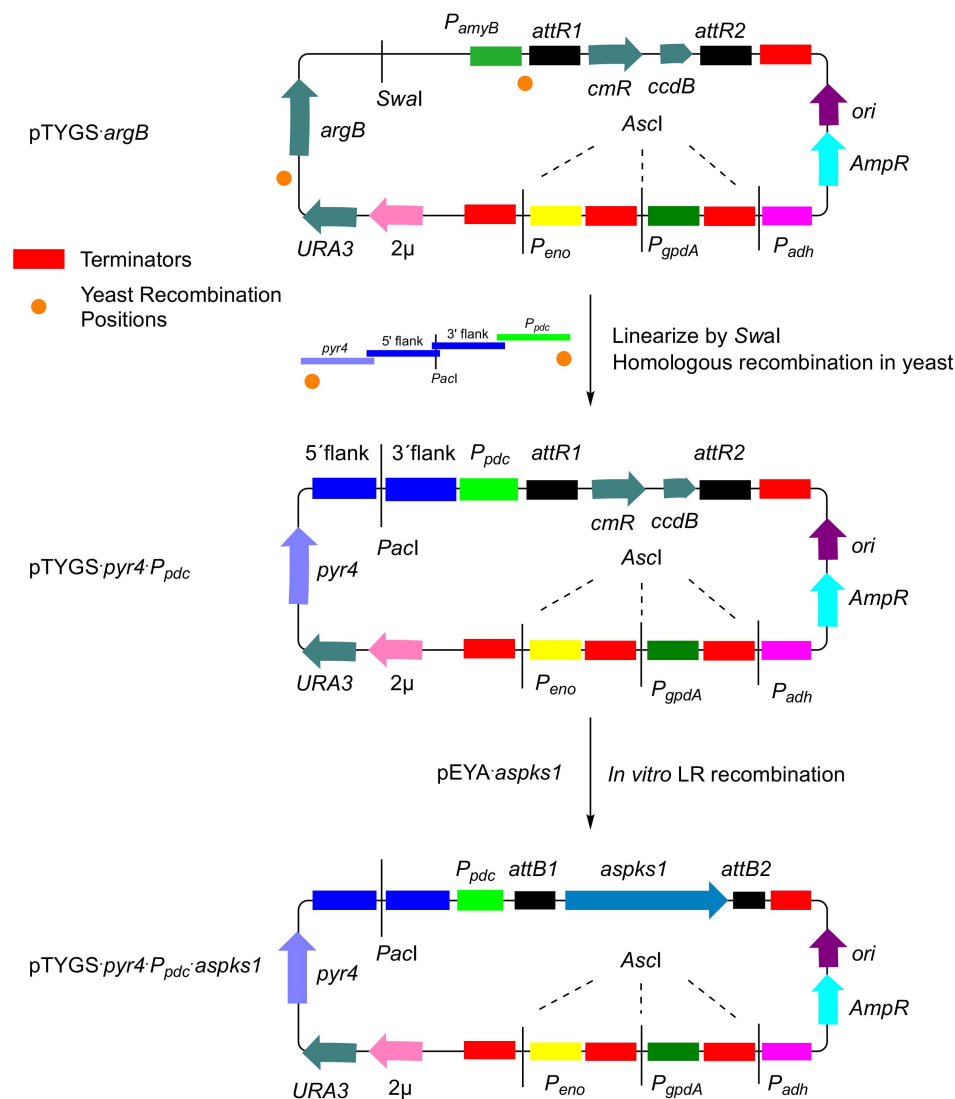 PamyB attR1 attR2
SwaI cmR ccdB
pTYGS·argB argB AscI ori
AmpR
URA3 2μ Peno PgpdA Padh
Terminators
Yeast Recombination
Positions
pyr4 5' flank 3' flank Ppdc
PacI
Linearize by SwaI
Homologous recombination in yeast
5´flank 3´flank Ppdc attR1 attR2
cmR ccdB
PacI
pTYGS·pyr4·Ppdc pyr4 AscI ori
AmpR
URA3 2μ Peno PgpdA Padh
pEYA·aspks1 In vitro LR recombination
Ppdc attB1 aspks1 attB2
PacI
pTYGS·pyr4·Ppdc·aspks1 pyr4 AscI ori
AmpR
URA3 2μ Peno PgpdA Padh